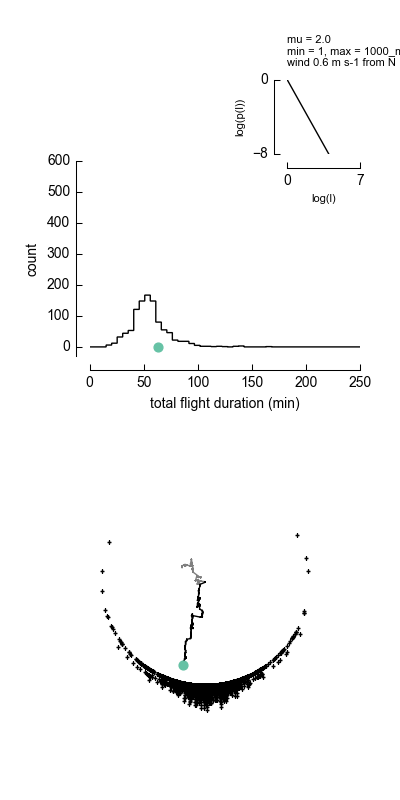 mu = 2.0
min = 1, max = 1000_m
wind 0.6 m s-1 from N
0
log(p(l))
−8
0
7
log(l)
600
500
400
300
200
100
0
count
0
50
100
150
200
250
total flight duration (min)